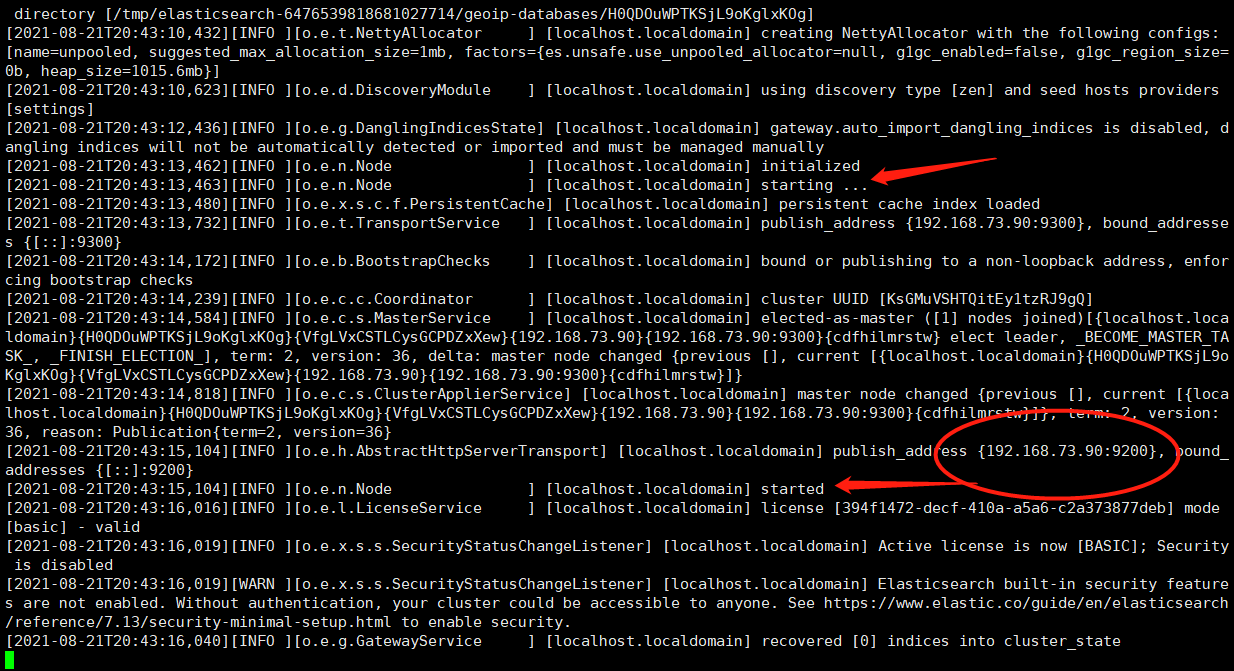 directory [/tmp/elasticsearch-6476539818681027714/geoip-databases/H0QDOuWPTKSjL9oKglxKOg]
[2021-08-21T20:43:10,432][INFO ][o.e.t.NettyAllocator     ] [localhost.localdomain] creating NettyAllocator with the following configs:
[name=unpooled, suggested_max_allocation_size=1mb, factors={es.unsafe.use_unpooled_allocator=null, g1gc_enabled=false, g1gc_region_size=
0b, heap_size=1015.6mb}]
[2021-08-21T20:43:10,623][INFO ][o.e.d.DiscoveryModule    ] [localhost.localdomain] using discovery type [zen] and seed hosts providers
[settings]
[2021-08-21T20:43:12,436][INFO ][o.e.g.DanglingIndicesState] [localhost.localdomain] gateway.auto_import_dangling_indices is disabled, d
angling indices will not be automatically detected or imported and must be managed manually
[2021-08-21T20:43:13,462][INFO ][o.e.n.Node               ] [localhost.localdomain] initialized
[2021-08-21T20:43:13,463][INFO ][o.e.n.Node               ] [localhost.localdomain] starting ...
[2021-08-21T20:43:13,480][INFO ][o.e.x.s.c.f.PersistentCache] [localhost.localdomain] persistent cache index loaded
[2021-08-21T20:43:13,732][INFO ][o.e.t.TransportService   ] [localhost.localdomain] publish_address {192.168.73.90:9300}, bound_addresse
s {[::]:9300}
[2021-08-21T20:43:14,172][INFO ][o.e.b.BootstrapChecks    ] [localhost.localdomain] bound or publishing to a non-loopback address, enfor
cing bootstrap checks
[2021-08-21T20:43:14,239][INFO ][o.e.c.c.Coordinator      ] [localhost.localdomain] cluster UUID [KsGMuVSHTQitEy1tzRJ9gQ]
[2021-08-21T20:43:14,584][INFO ][o.e.c.s.MasterService    ] [localhost.localdomain] elected-as-master ([1] nodes joined)[{localhost.loca
ldomain}{H0QDOuWPTKSjL9oKglxKOg}{VfgLVxCSTLCysGCPDZxXew}{192.168.73.90}{192.168.73.90:9300}{cdfhilmrstw} elect leader, _BECOME_MASTER_TA
SK_, _FINISH_ELECTION_], term: 2, version: 36, delta: master node changed {previous [], current [{localhost.localdomain}{H0QDOuWPTKSjL9o
KglxKOg}{VfgLVxCSTLCysGCPDZxXew}{192.168.73.90}{192.168.73.90:9300}{cdfhilmrstw}]}
[2021-08-21T20:43:14,818][INFO ][o.e.c.s.ClusterApplierService] [localhost.localdomain] master node changed {previous [], current [{loca
lhost.localdomain}{H0QDOuWPTKSjL9oKglxKOg}{VfgLVxCSTLCysGCPDZxXew}{192.168.73.90}{192.168.73.90:9300}{cdfhilmrstw}]}, term: 2, version:
36, reason: Publication{term=2, version=36}
[2021-08-21T20:43:15,104][INFO ][o.e.h.AbstractHttpServerTransport] [localhost.localdomain] publish_address {192.168.73.90:9200}, bound_
addresses {[::]:9200}
[2021-08-21T20:43:15,104][INFO ][o.e.n.Node               ] [localhost.localdomain] started
[2021-08-21T20:43:16,016][INFO ][o.e.l.LicenseService     ] [localhost.localdomain] license [394f1472-decf-410a-a5a6-c2a373877deb] mode
[basic] - valid
[2021-08-21T20:43:16,019][INFO ][o.e.x.s.s.SecurityStatusChangeListener] [localhost.localdomain] Active license is now [BASIC]; Security
is disabled
[2021-08-21T20:43:16,019][WARN ][o.e.x.s.s.SecurityStatusChangeListener] [localhost.localdomain] Elasticsearch built-in security feature
s are not enabled. Without authentication, your cluster could be accessible to anyone. See https://www.elastic.co/guide/en/elasticsearch
/reference/7.13/security-minimal-setup.html to enable security.
[2021-08-21T20:43:16,040][INFO ][o.e.g.GatewayService     ] [localhost.localdomain] recovered [0] indices into cluster_state